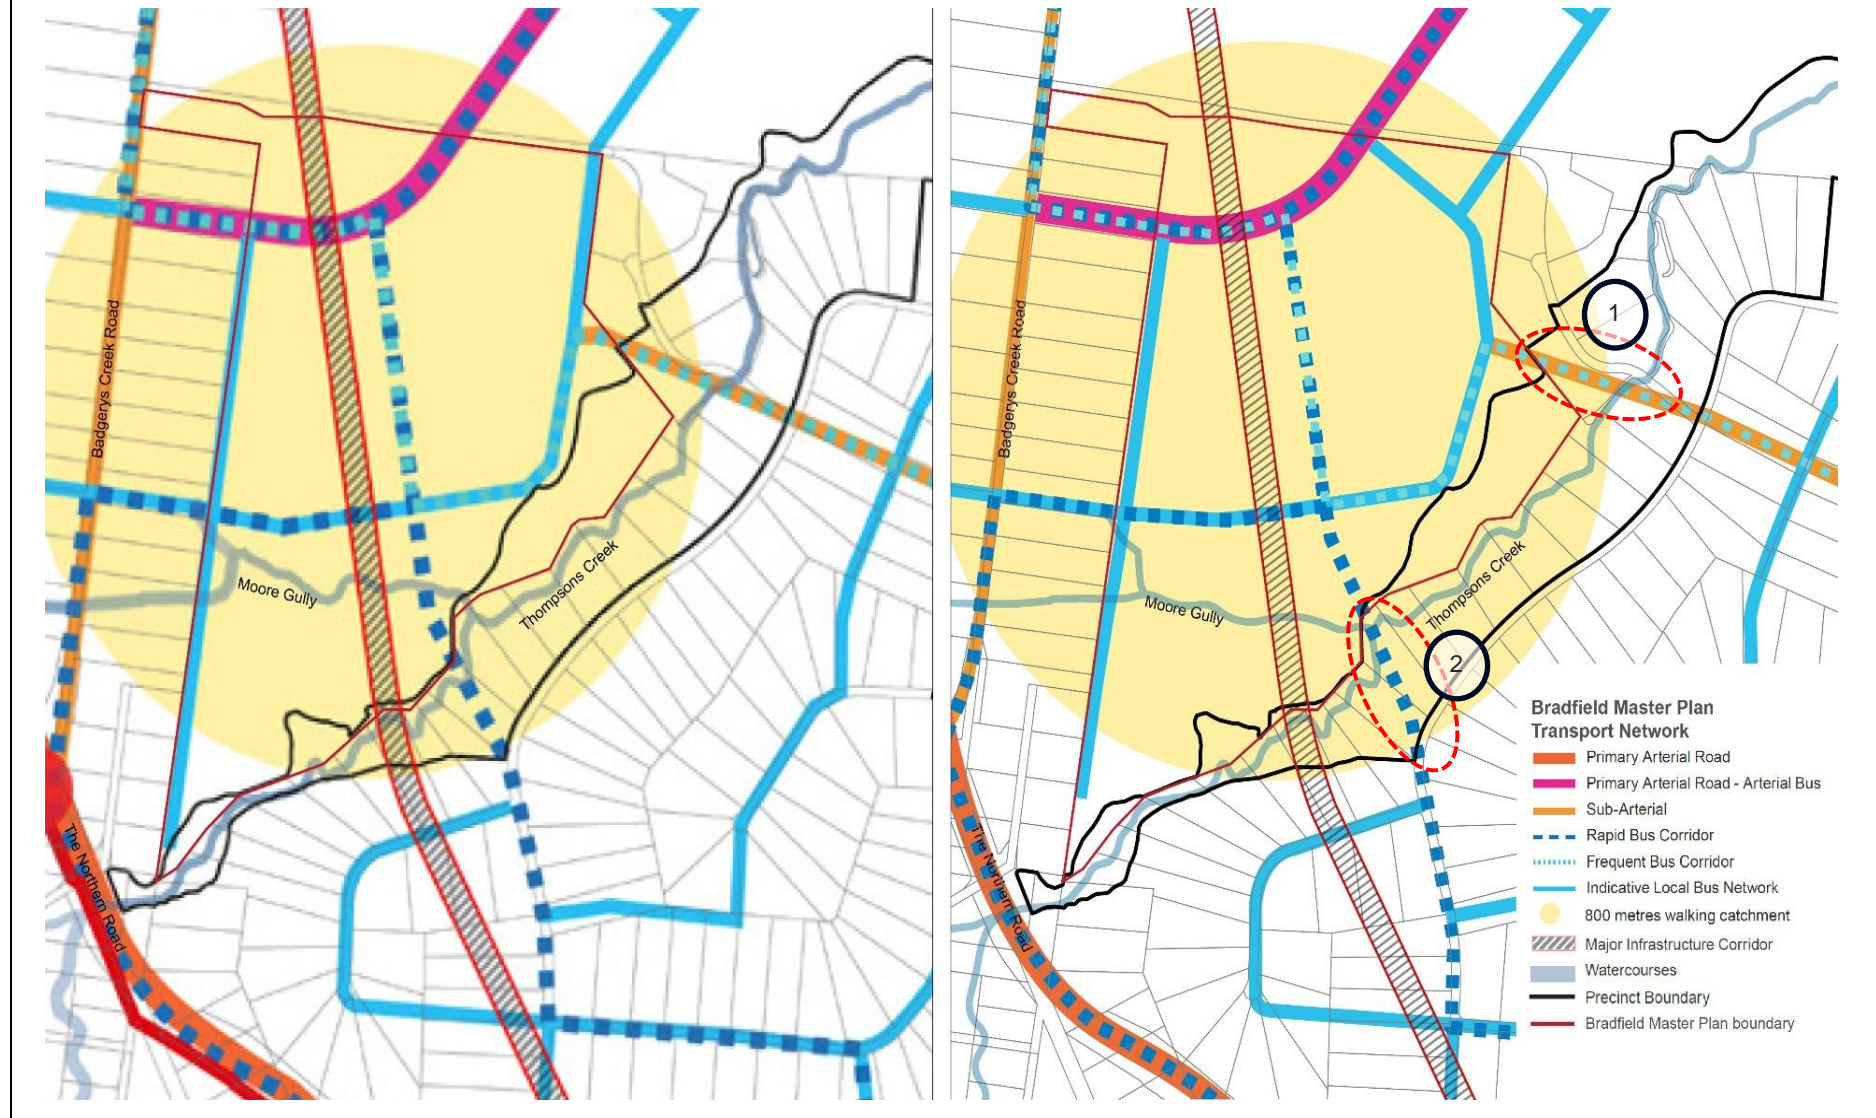 Badgerys Creek Road
Moore Gully
Thompsons Creek
The Northern Road
Badgerys Creek Road
1
Moore Gully
Thompsons Creek
2
The Northern Road
Bradfield Master Plan
Transport Network
Primary Arterial Road
Primary Arterial Road - Arterial Bus
Sub-Arterial
Rapid Bus Corridor
Frequent Bus Corridor
Indicative Local Bus Network
800 metres walking catchment
Major Infrastructure Corridor
Watercourses
Precinct Boundary
Bradfield Master Plan boundary